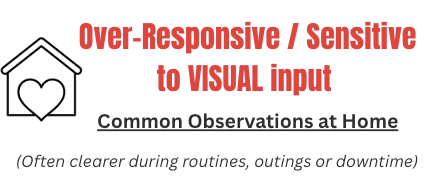 Over-Responsive / Sensitive
to VISUAL input
Common Observations at Home
(Often clearer during routines, outings or downtime)